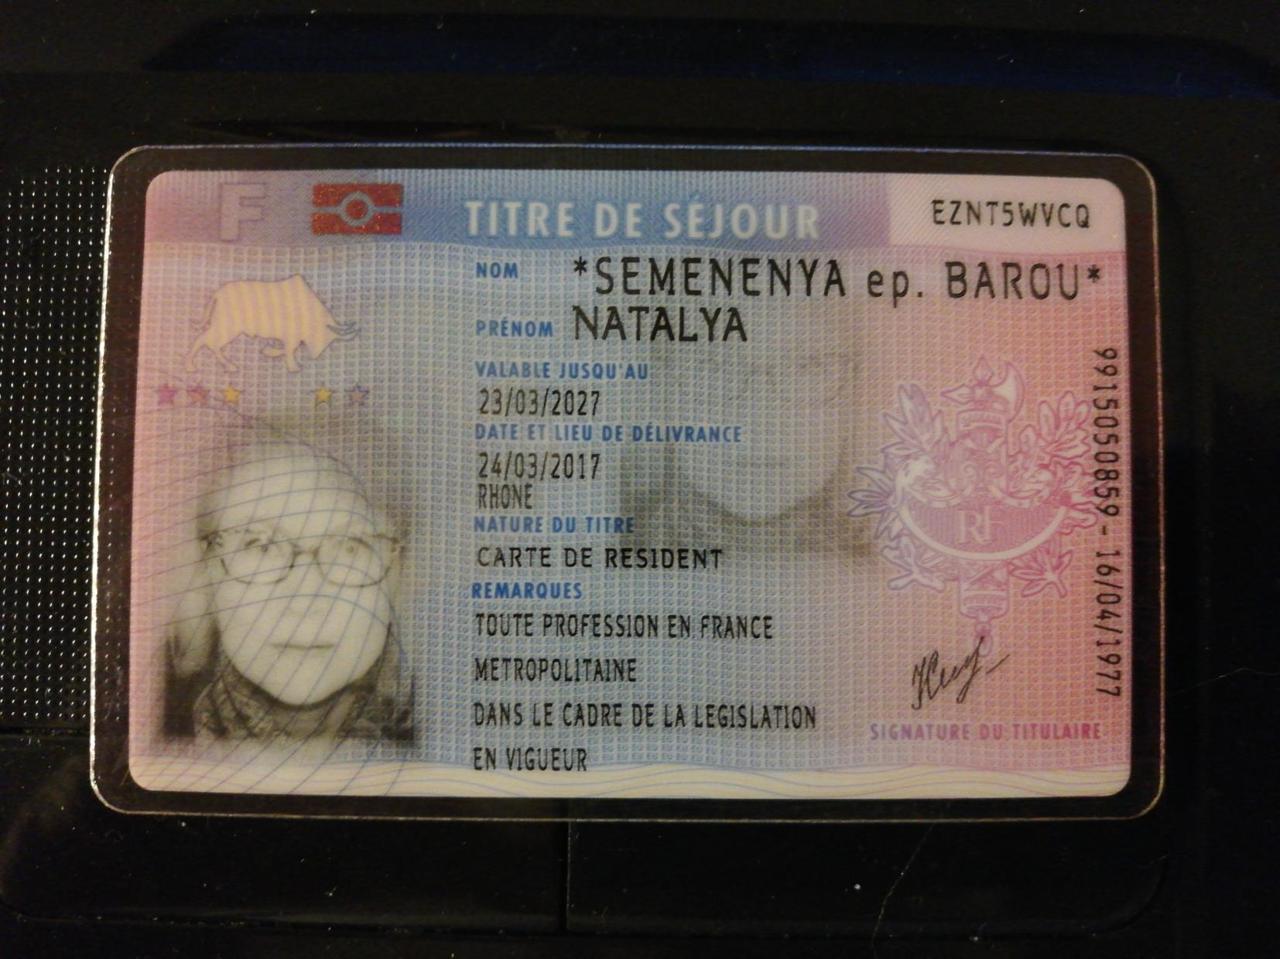 F
TITRE DE SÉJOUR
EZNT5WVCQ
NOM *SEMENENYA ep. BAROU*
PRÉNOM NATALYA
VALABLE JUSQU'AU
23/03/2027
DATE ET LIEU DE DÉLIVRANCE
24/03/2017
RHONE
NATURE DU TITRE
CARTE DE RESIDENT
REMARQUES
TOUTE PROFESSION EN FRANCE
METROPOLITAINE
DANS LE CADRE DE LA LEGISLATION
EN VIGUEUR
RF
SIGNATURE DU TITULAIRE
9915050859 - 16/04/1977